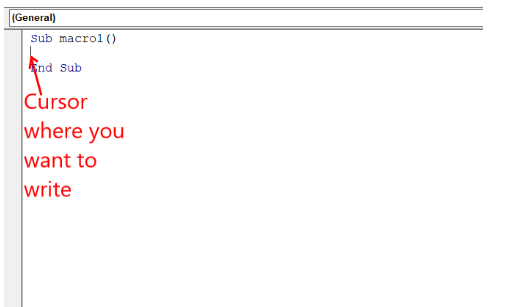 (General)
Sub macro1()
End Sub
Cursor
where you
want to
write